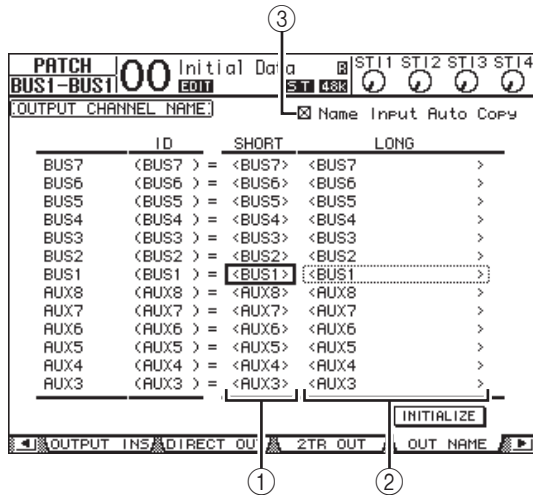 ③
PATCH 00 Initial Data R ST11 ST12 ST13 ST14
BUS1-BUS1 EDIT ST 48K
OUTPUT CHANNEL NAME
☒ Name Input Auto Copy
ID SHORT LONG
BUS7 (BUS7 ) = <BUS7> <BUS7 >
BUS6 (BUS6 ) = <BUS6> <BUS6 >
BUS5 (BUS5 ) = <BUS5> <BUS5 >
BUS4 (BUS4 ) = <BUS4> <BUS4 >
BUS3 (BUS3 ) = <BUS3> <BUS3 >
BUS2 (BUS2 ) = <BUS2> <BUS2 >
BUS1 (BUS1 ) = <BUS1> <BUS1 >
AUX8 (AUX8 ) = <AUX8> <AUX8 >
AUX7 (AUX7 ) = <AUX7> <AUX7 >
AUX6 (AUX6 ) = <AUX6> <AUX6 >
AUX5 (AUX5 ) = <AUX5> <AUX5 >
AUX4 (AUX4 ) = <AUX4> <AUX4 >
AUX3 (AUX3 ) = <AUX3> <AUX3 >
INITIALIZE
OUTPUT INS DIRECT OUT 2TR OUT OUT NAME
① ②